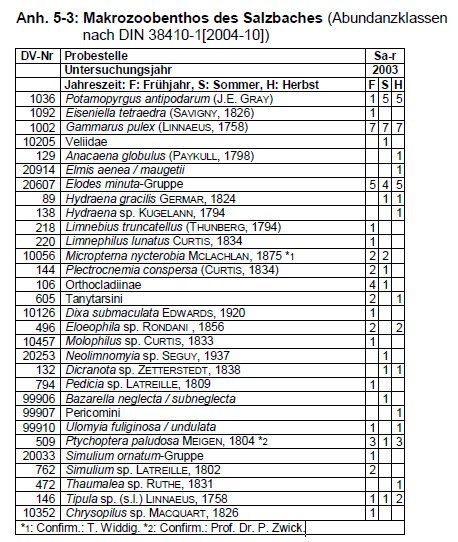 Anh. 5-3: Makrozoobenthos des Salzbaches (Abundanzklassen
nach DIN 38410-1[2004-10])
DV-Nr Probestelle Sa-r
Untersuchungsjahr 2003
Jahreszeit: F: Frühjahr, S: Sommer, H: Herbst F S H
1036 Potamopyrgus antipodarum (J.E. GRAY) 1 5 5
1092 Eiseniella tetraedra (SAVIGNY, 1826) 1
1002 Gammarus pulex (LINNAEUS, 1758) 7 7 7
10205 Veliidae 1
129 Anacaena globulus (PAYKULL, 1798) 1
20914 Elmis aenea / maugetii 1
20607 Elodes minuta-Gruppe 5 4 5
89 Hydraena gracilis GERMAR, 1824 1 1
138 Hydraena sp. KUGELANN, 1794 1
218 Limnebius truncatellus (THUNBERG, 1794) 1
220 Limnephilus lunatus CURTIS, 1834 1
10056 Micropterna nycterobia MCLACHLAN, 1875 *1 2 2
144 Plectrocnemia conspersa (CURTIS, 1834) 2 1
106 Orthocladiinae 4 1
605 Tanytarsini 2 1
10126 Dixa submaculata EDWARDS, 1920 1
496 Eloeophila sp. RONDANI , 1856 2 2
10457 Molophilus sp. CURTIS, 1833 1
20253 Neolimnomyia sp. SEGUY, 1937 1
132 Dicranota sp. ZETTERSTEDT, 1838 1 1
794 Pedicia sp. LATREILLE, 1809 1
99906 Bazarella neglecta / subneglecta 1
99907 Pericomini 1
99910 Ulomyia fuliginosa / undulata 1 1
509 Ptychoptera paludosa MEIGEN, 1804 *2 3 1 3
20033 Simulium ornatum-Gruppe 1
762 Simulium sp. LATREILLE, 1802 2
472 Thaumalea sp. RUTHE, 1831 1
146 Tipula sp. (s.l.) LINNAEUS, 1758 1 1 2
10352 Chrysopilus sp. MACQUART, 1826 1
*1: Confirm.: T. Widdig. *2: Confirm.: Prof. Dr. P. Zwick.